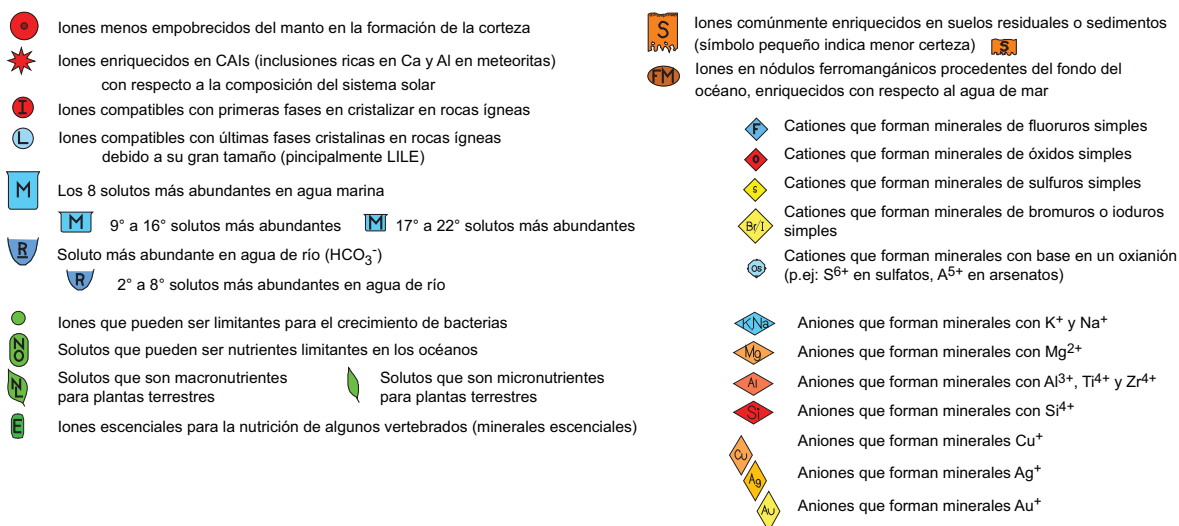 Iones menos empobrecidos del manto en la formación de la corteza
Iones enriquecidos en CAIs (inclusiones ricas en Ca y Al en meteoritas)
con respecto a la composición del sistema solar
I Iones compatibles con primeras fases en cristalizar en rocas ígneas
L Iones compatibles con últimas fases cristalinas en rocas ígneas
debido a su gran tamaño (pincipalmente LILE)
M Los 8 solutos más abundantes en agua marina
M 9° a 16° solutos más abundantes M 17° a 22° solutos más abundantes
R Soluto más abundante en agua de río (HCO₃⁻)
R 2° a 8° solutos más abundantes en agua de río
Iones que pueden ser limitantes para el crecimiento de bacterias
NO Solutos que pueden ser nutrientes limitantes en los océanos
NL Solutos que son macronutrientes
para plantas terrestres
Solutos que son micronutrientes
para plantas terrestres
E Iones escenciales para la nutrición de algunos vertebrados (minerales escenciales)
S Iones comúnmente enriquecidos en suelos residuales o sedimentos
(símbolo pequeño indica menor certeza) S
FM Iones en nódulos ferromangánicos procedentes del fondo del
océano, enriquecidos con respecto al agua de mar
F Cationes que forman minerales de fluoruros simples
O Cationes que forman minerales de óxidos simples
S Cationes que forman minerales de sulfuros simples
Br/I Cationes que forman minerales de bromuros o ioduros
simples
Os Cationes que forman minerales con base en un oxianión
(p.ej: S⁶⁺ en sulfatos, A⁵⁺ en arsenatos)
KNa Aniones que forman minerales con K⁺ y Na⁺
Mg Aniones que forman minerales con Mg²⁺
Al Aniones que forman minerales con Al³⁺, Ti⁴⁺ y Zr⁴⁺
Si Aniones que forman minerales con Si⁴⁺
Cu Aniones que forman minerales Cu⁺
Ag Aniones que forman minerales Ag⁺
Au Aniones que forman minerales Au⁺